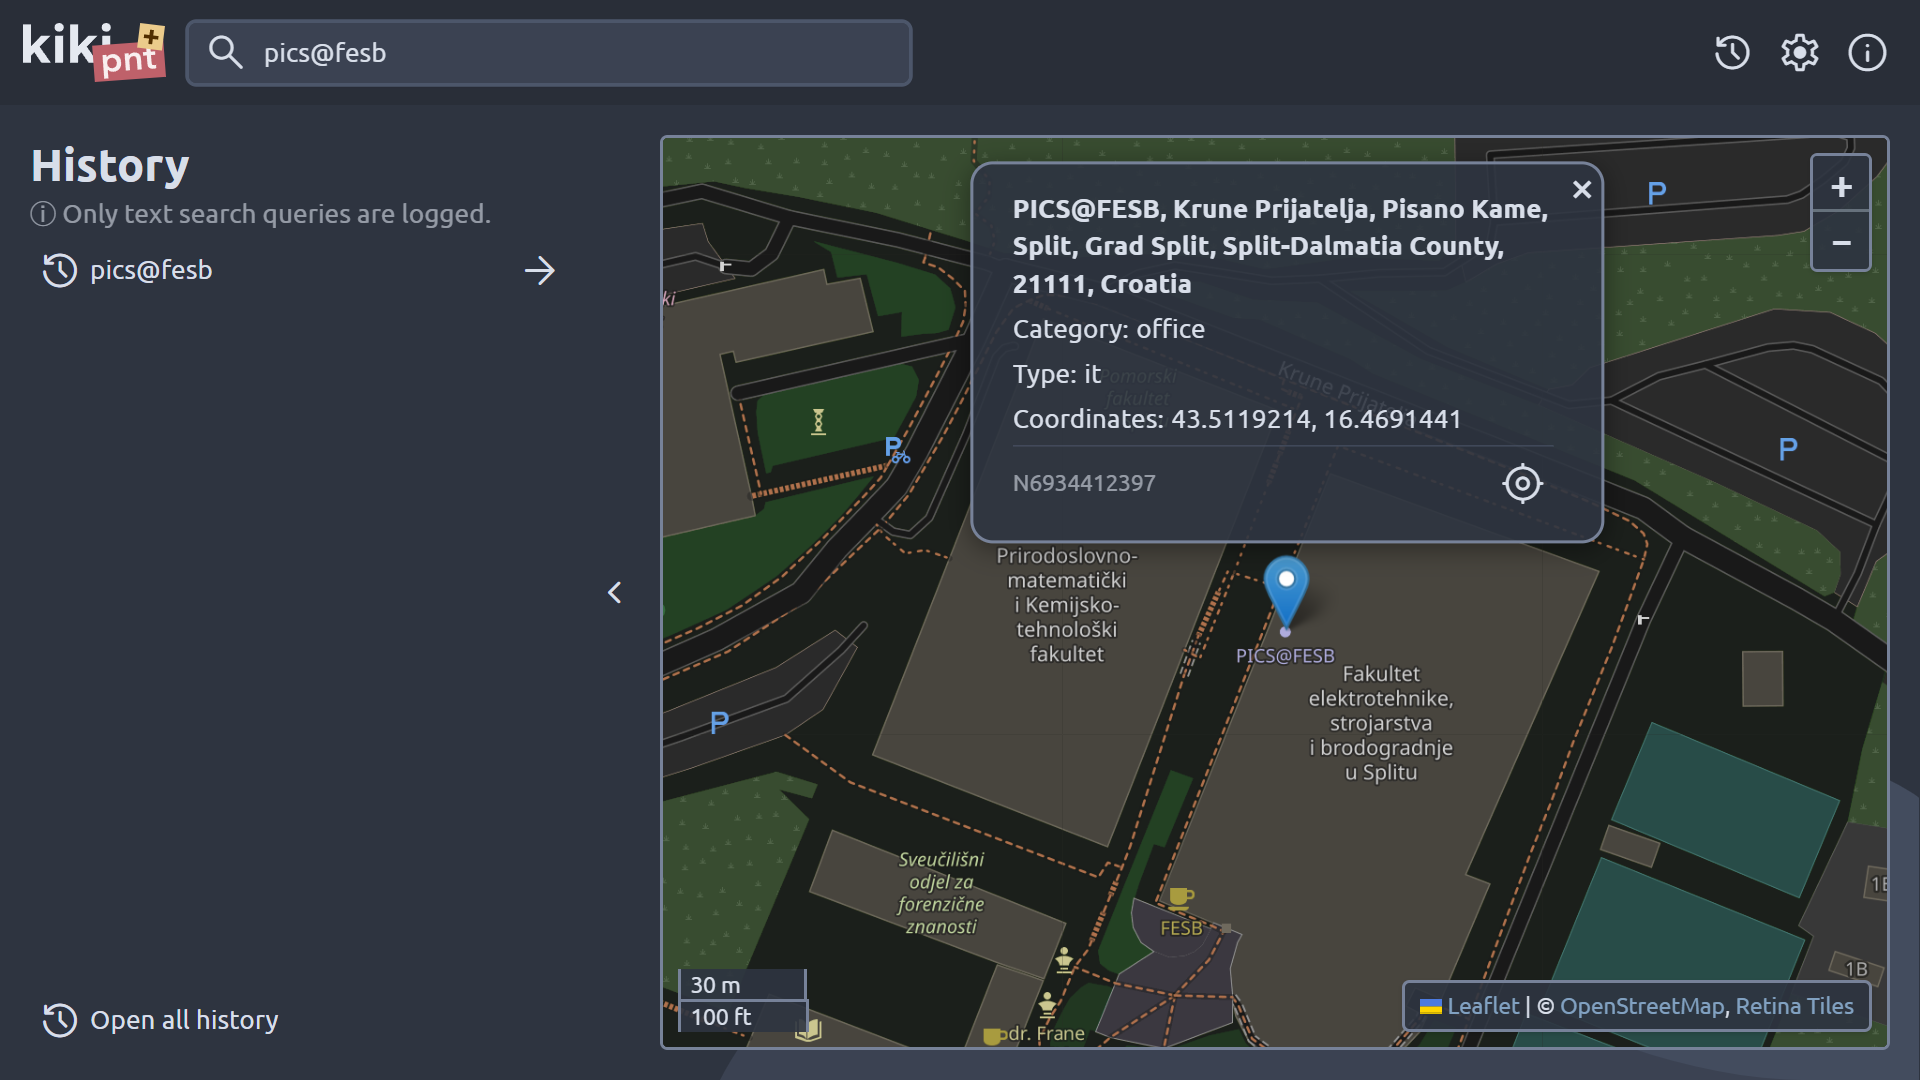 kiki
pnt
+
pics@fesb
History
Only text search queries are logged.
pics@fesb
Open all history
PICS@FESB, Krune Prijatelja, Pisano Kame,
Split, Grad Split, Split-Dalmatia County,
21111, Croatia
Category: office
Type: it
Coordinates: 43.5119214, 16.4691441
N6934412397
Pomorski
fakultet
Krune Prijat
ki
P
P
P
P
+
−
Prirodoslovno-
matematički
i Kemijsko-
tehnološki
fakultet
PICS@FESB
Fakultet
elektrotehnike,
strojarstva
i brodogradnje
u Splitu
Sveučilišni
odjel za
forenzične
znanosti
FESB
dr. Frane
1B
1B
30 m
100 ft
Leaflet | © OpenStreetMap, Retina Tiles